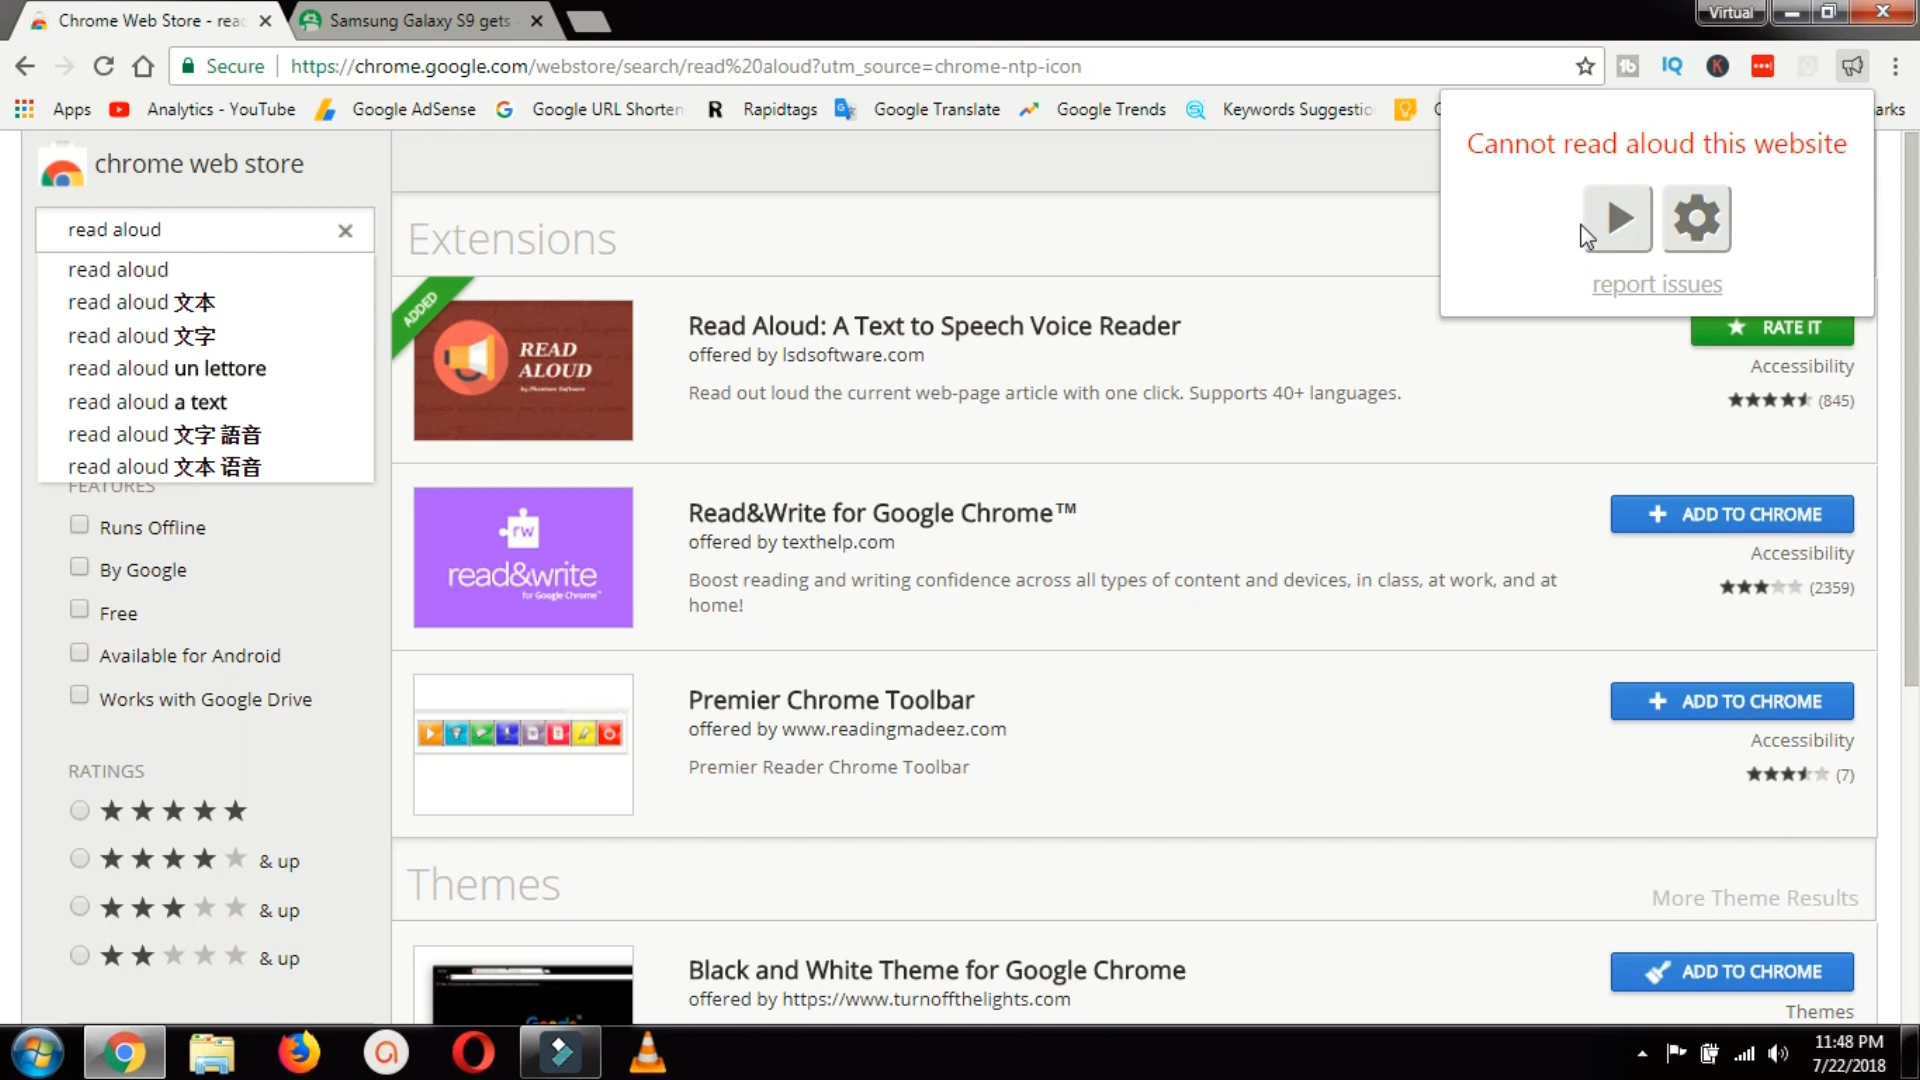 Chrome Web Store - read
Samsung Galaxy S9 gets
Virtual
Secure
https://chrome.google.com/webstore/search/read%20aloud?utm_source=chrome-ntp-icon
Apps
Analytics - YouTube
Google AdSense
Google URL Shorten
Rapidtags
Google Translate
Google Trends
Keywords Suggestio
arks
Cannot read aloud this website
report issues
chrome web store
read aloud
read aloud
read aloud 文本
read aloud 文字
read aloud un lettore
read aloud a text
read aloud 文字 語音
read aloud 文本 语音
FEATURES
Runs Offline
By Google
Free
Available for Android
Works with Google Drive
RATINGS
& up
& up
& up
Extensions
ADDED
READ
ALOUD
Read Aloud: A Text to Speech Voice Reader
offered by lsdsoftware.com
Read out loud the current web-page article with one click. Supports 40+ languages.
RATE IT
Accessibility
(845)
rw
read&write
for Google Chrome™
Read&Write for Google Chrome™
offered by texthelp.com
Boost reading and writing confidence across all types of content and devices, in class, at work, and at
home!
ADD TO CHROME
Accessibility
(2359)
Premier Chrome Toolbar
offered by www.readingmadeez.com
Premier Reader Chrome Toolbar
ADD TO CHROME
Accessibility
(7)
Themes
More Theme Results
Black and White Theme for Google Chrome
offered by https://www.turnoffthelights.com
ADD TO CHROME
Themes
11:48 PM
7/22/2018